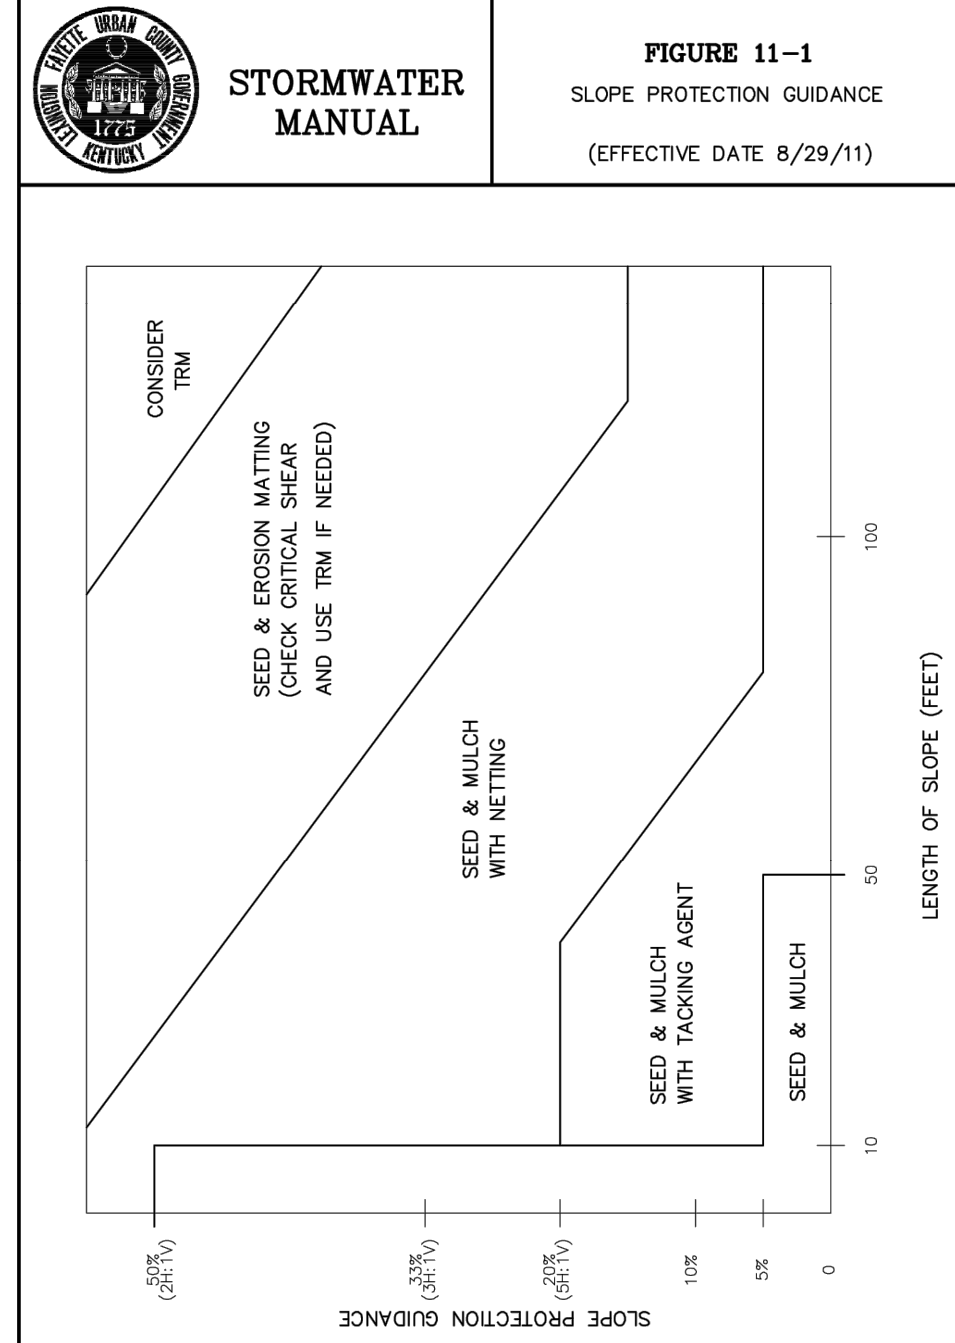 LEXINGTON FAYETTE URBAN COUNTY GOVERNMENT
1775
KENTUCKY
STORMWATER
MANUAL
FIGURE 11-1
SLOPE PROTECTION GUIDANCE
(EFFECTIVE DATE 8/29/11)
CONSIDER
TRM
SEED & EROSION MATTING
(CHECK CRITICAL SHEAR
AND USE TRM IF NEEDED)
SEED & MULCH
WITH NETTING
SEED & MULCH
WITH TACKING AGENT
SEED & MULCH
50%
(2H:1V)
33%
(3H:1V)
20%
(5H:1V)
10%
5%
0
SLOPE PROTECTION GUIDANCE
10
50
100
LENGTH OF SLOPE (FEET)